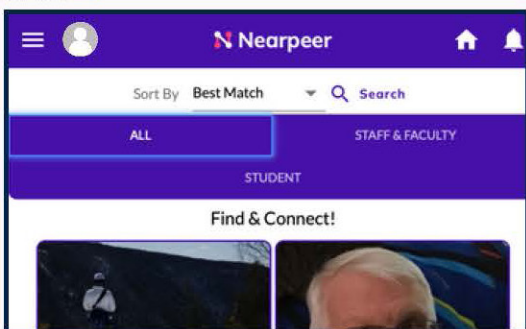 Nearpeer
Sort By Best Match Search
ALL STAFF & FACULTY
STUDENT
Find & Connect!